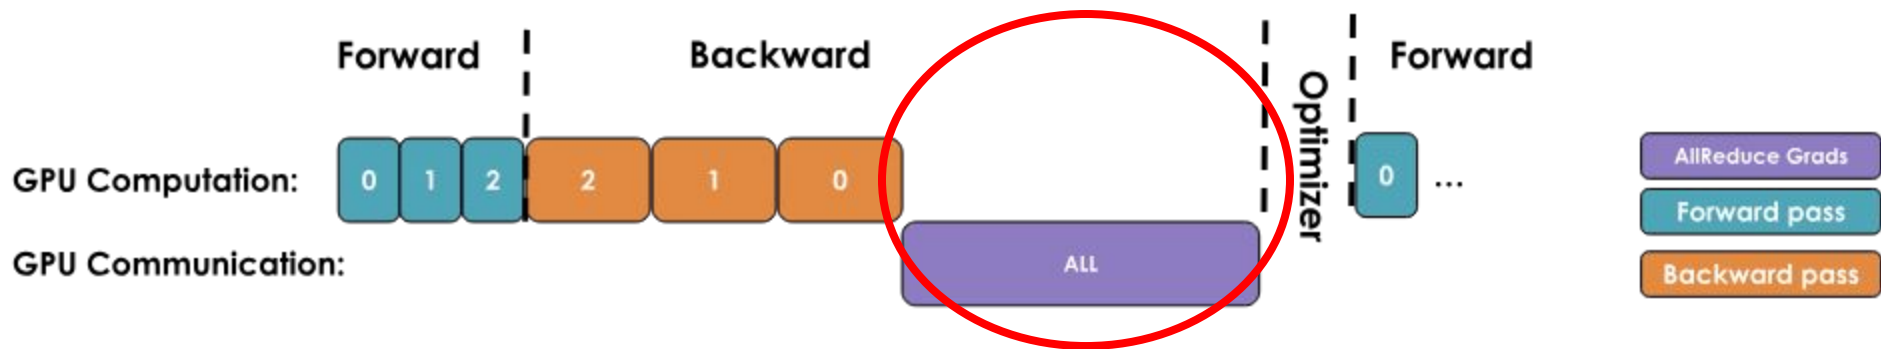 Forward
Backward
Optimizer
Forward
GPU Computation:
0
1
2
2
1
0
0
...
GPU Communication:
ALL
AllReduce Grads
Forward pass
Backward pass